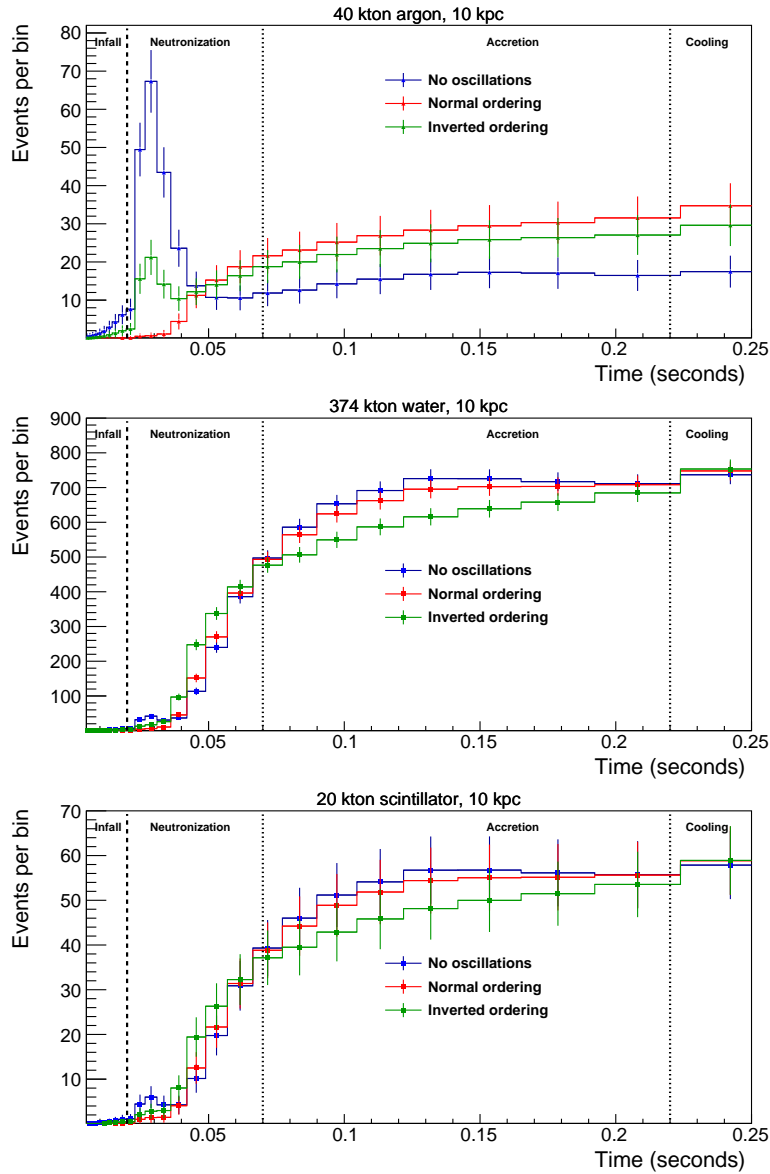 40 kton argon, 10 kpc
Events per bin
80
70
60
50
40
30
20
10
Infall
Neutronization
Accretion
Cooling
No oscillations
Normal ordering
Inverted ordering
0.05
0.1
0.15
0.2
0.25
Time (seconds)
374 kton water, 10 kpc
Events per bin
900
800
700
600
500
400
300
200
100
Infall
Neutronization
Accretion
Cooling
No oscillations
Normal ordering
Inverted ordering
0.05
0.1
0.15
0.2
0.25
Time (seconds)
20 kton scintillator, 10 kpc
Events per bin
70
60
50
40
30
20
10
Infall
Neutronization
Accretion
Cooling
No oscillations
Normal ordering
Inverted ordering
0.05
0.1
0.15
0.2
0.25
Time (seconds)